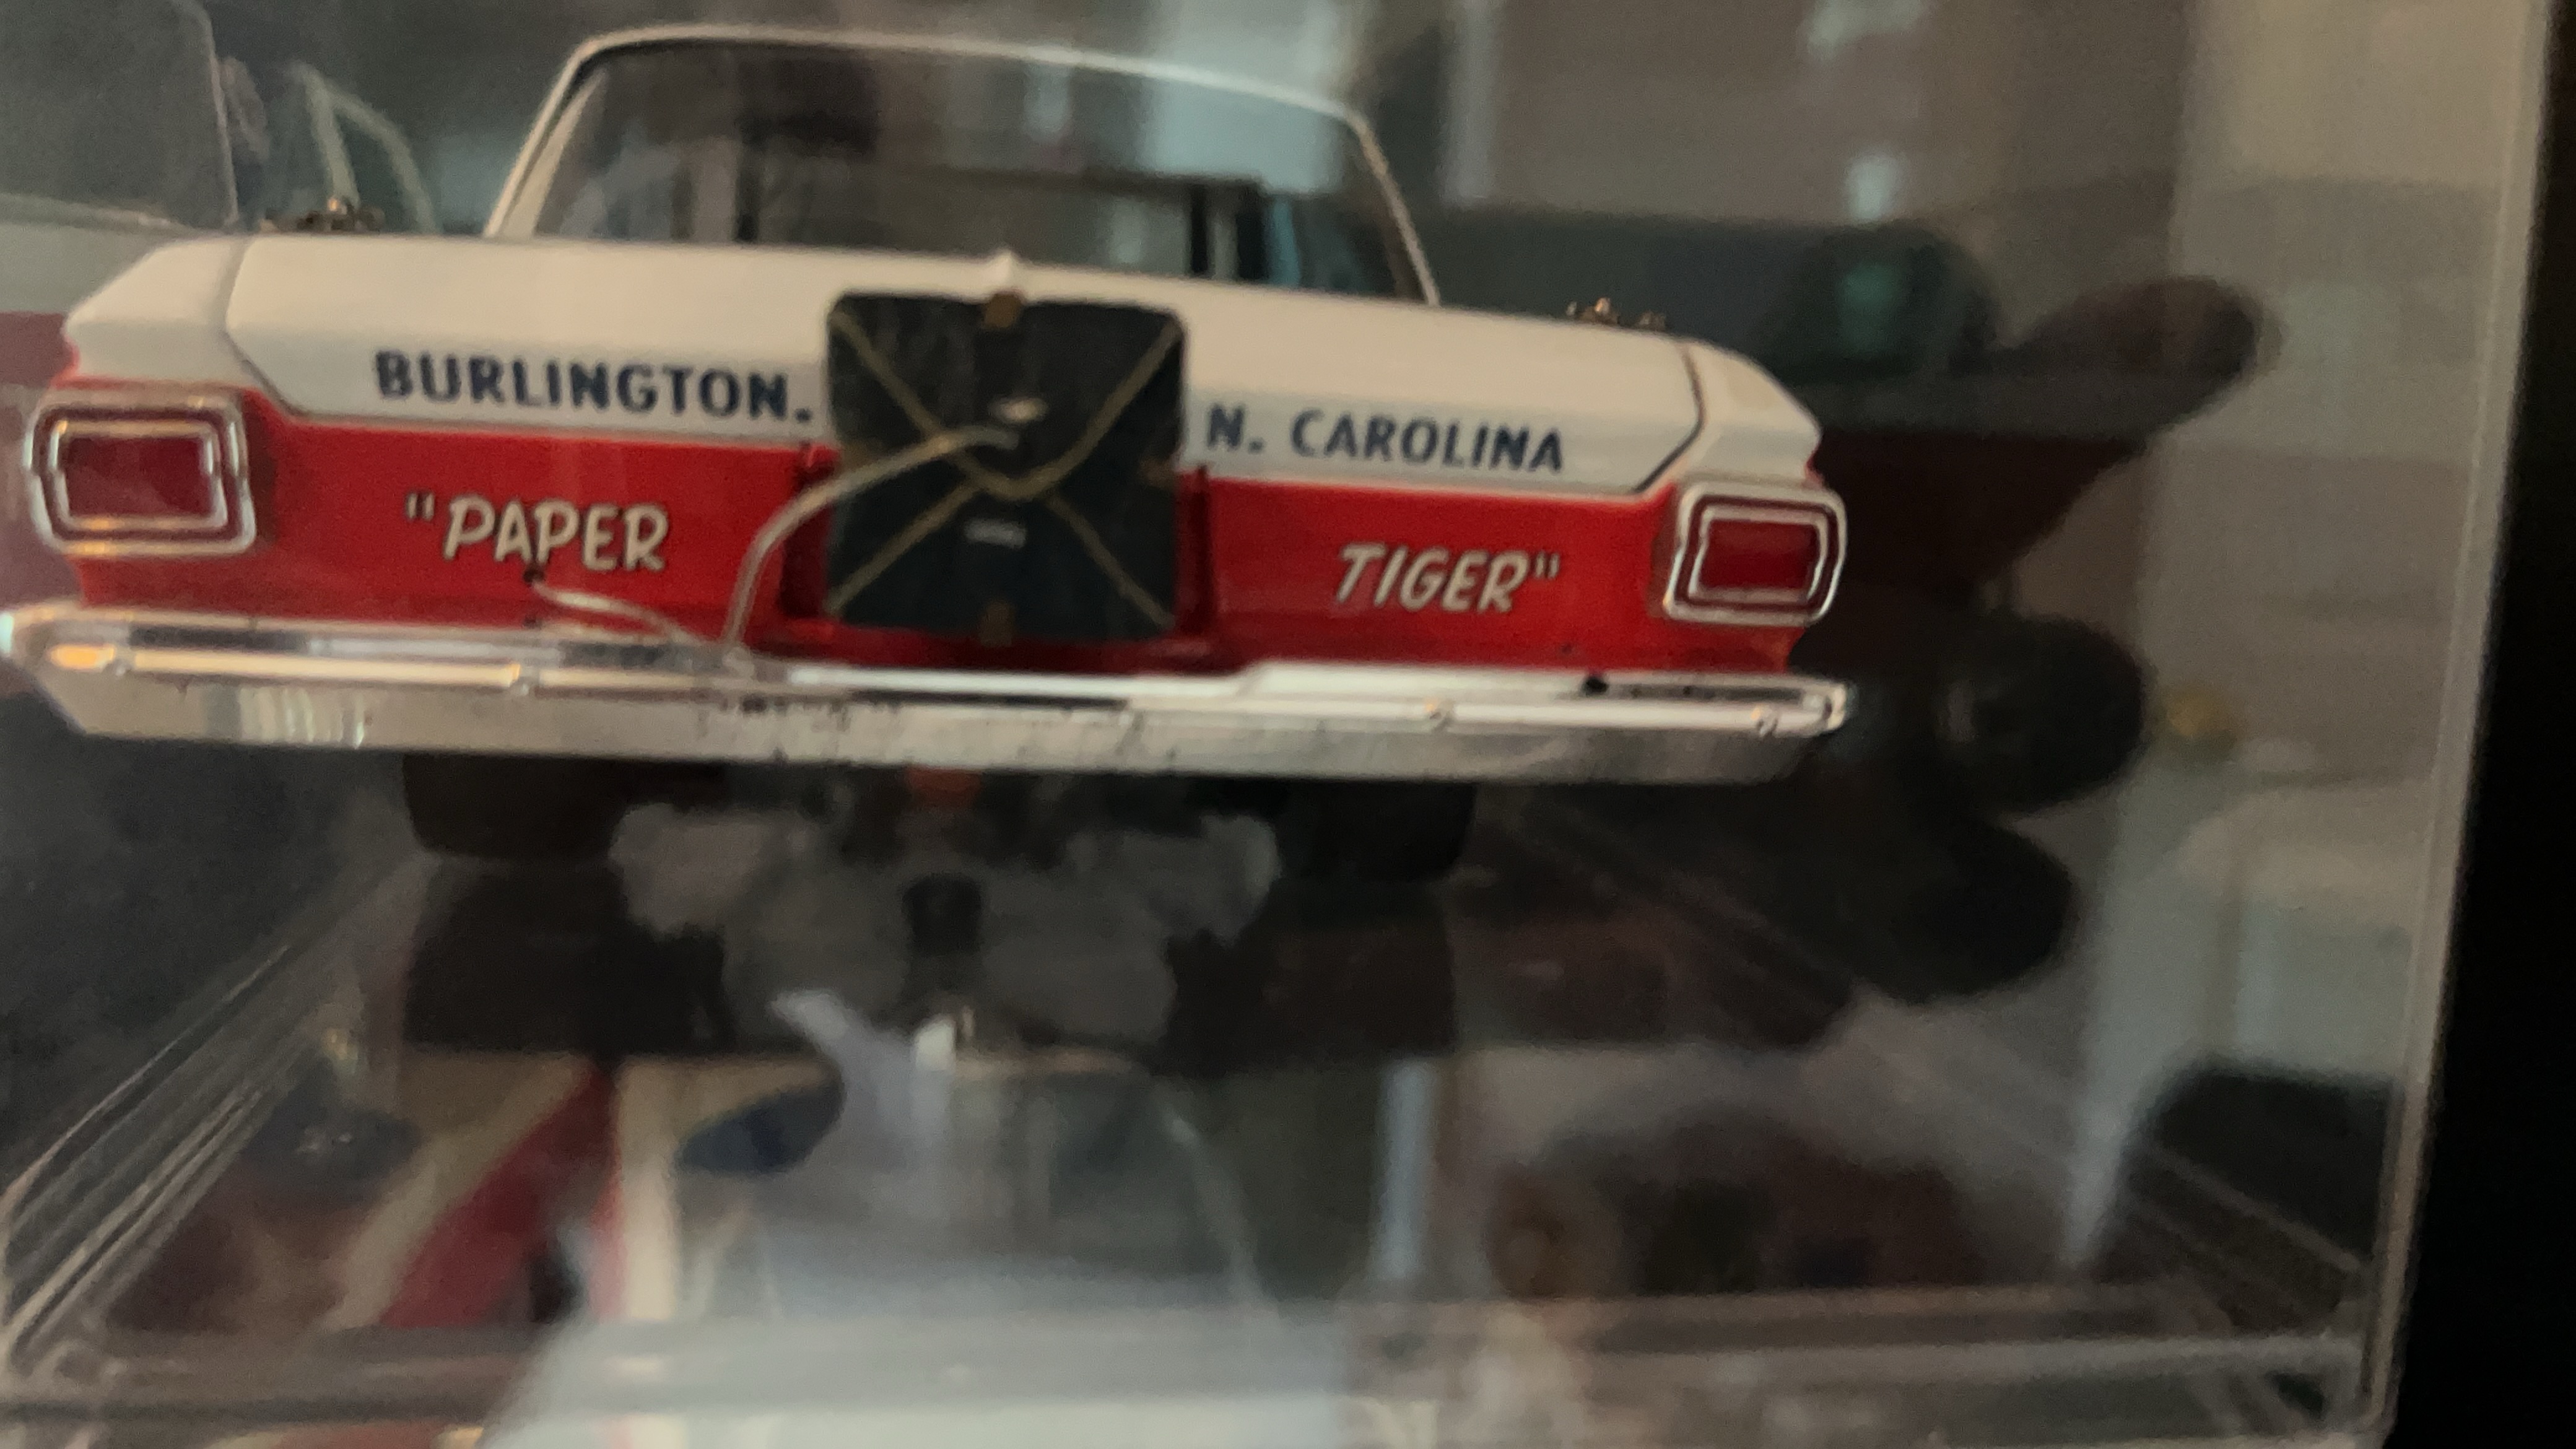 BURLINGTON. N. CAROLINA
"PAPER TIGER"